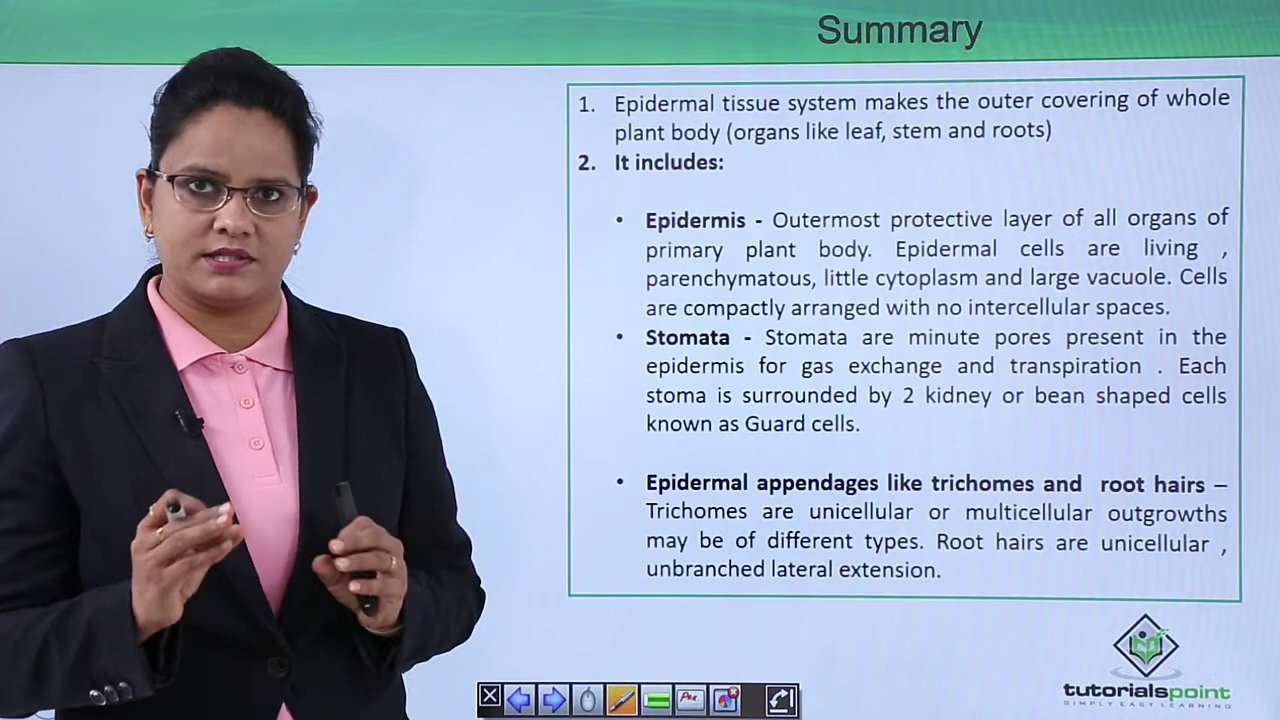 Summary
1. Epidermal tissue system makes the outer covering of whole
plant body (organs like leaf, stem and roots)
2. It includes:
• Epidermis - Outermost protective layer of all organs of
primary plant body. Epidermal cells are living ,
parenchymatous, little cytoplasm and large vacuole. Cells
are compactly arranged with no intercellular spaces.
• Stomata - Stomata are minute pores present in the
epidermis for gas exchange and transpiration . Each
stoma is surrounded by 2 kidney or bean shaped cells
known as Guard cells.
• Epidermal appendages like trichomes and root hairs –
Trichomes are unicellular or multicellular outgrowths
may be of different types. Root hairs are unicellular ,
unbranched lateral extension.
tutorialspoint
SIMPLY EASY LEARNING
Pen